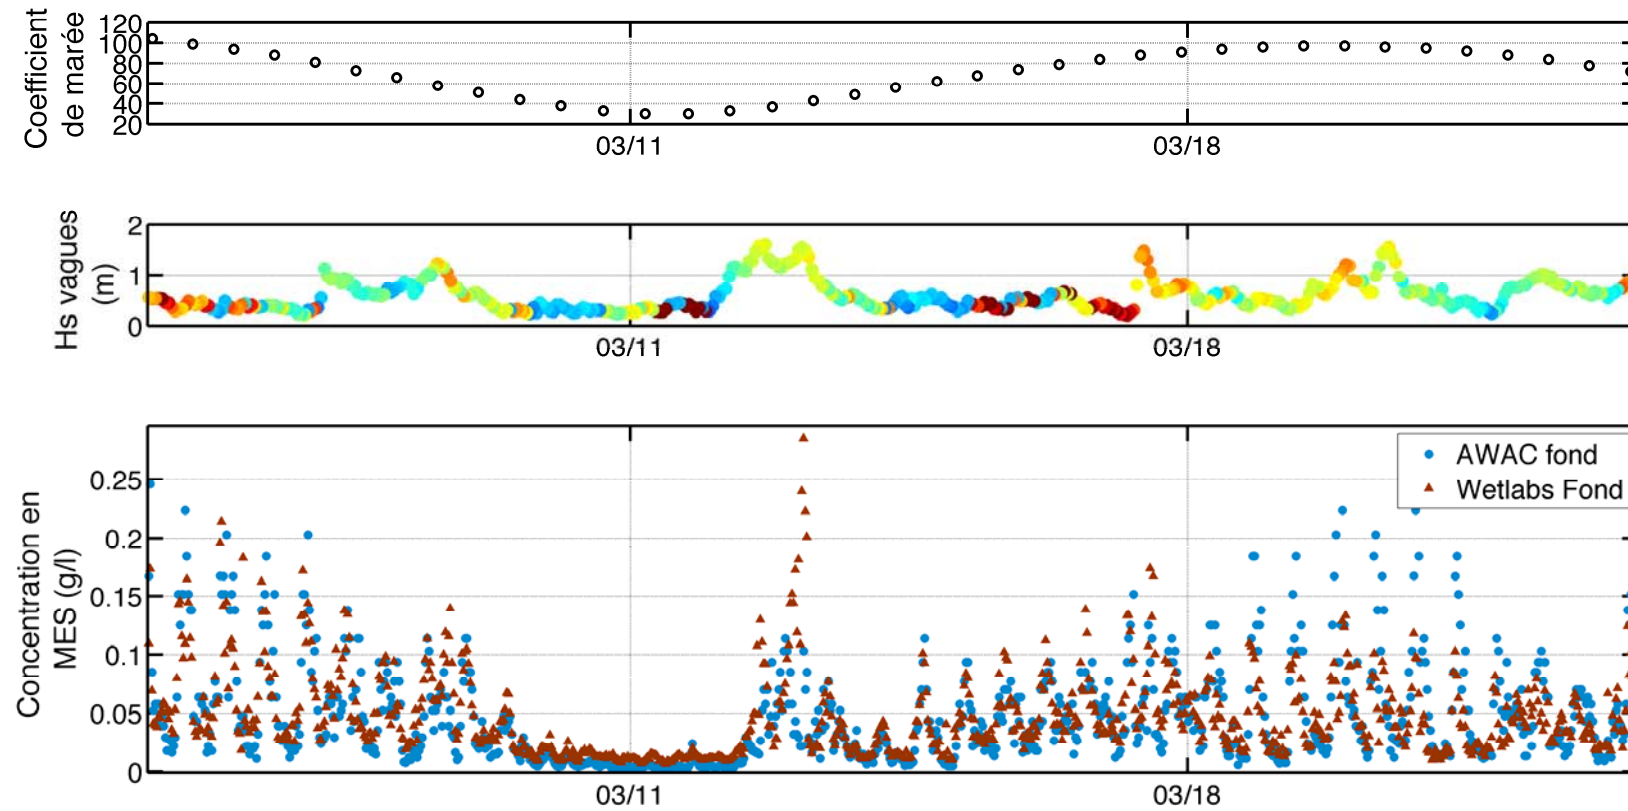 Coefficient
de marée
120
100
80
60
40
20
03/11
03/18
Hs vagues
(m)
2
1
0
03/11
03/18
Concentration en
MES (g/l)
0.25
0.2
0.15
0.1
0.05
0
AWAC fond
Wetlabs Fond
03/11
03/18